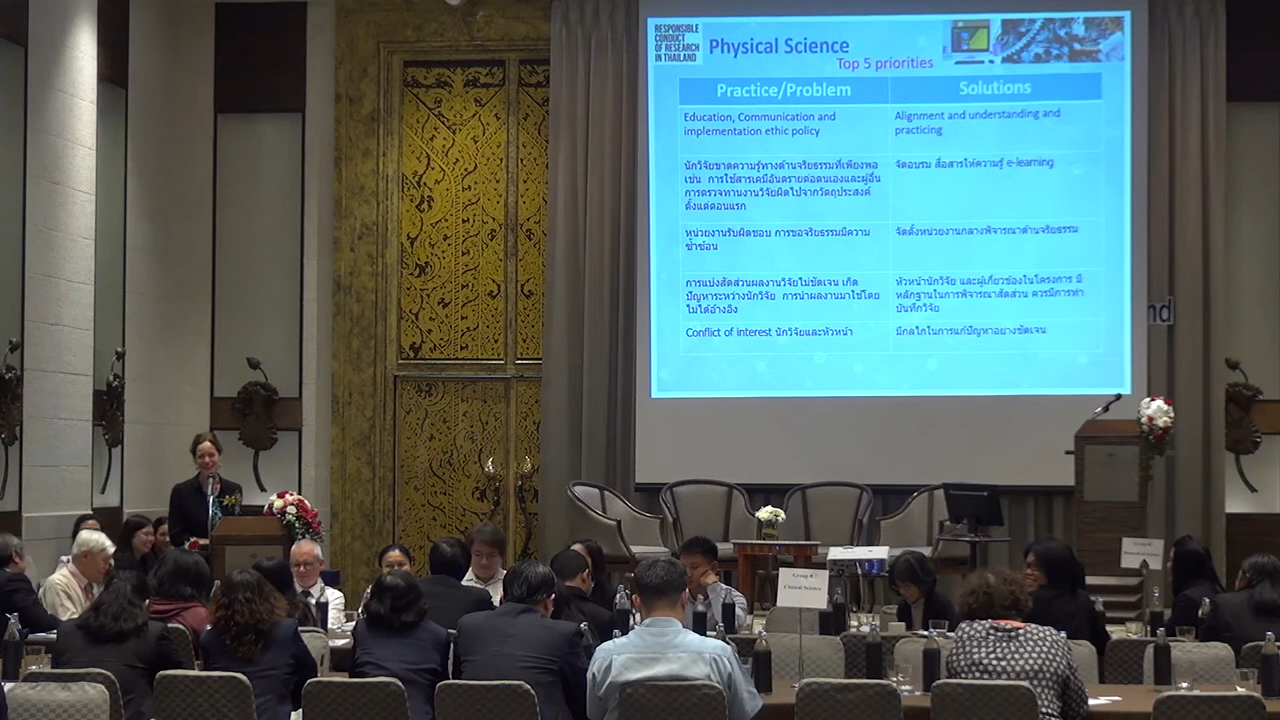 RESPONSIBLE
CONDUCT
OF RESEARCH
IN THAILAND
Physical Science
Top 5 priorities
Practice/Problem
Solutions
Education, Communication and
implementation ethic policy
Alignment and understanding and
practicing
นักวิจัยขาดความรู้ทางด้านจริยธรรมที่เพียงพอ
เช่น การใช้สารเคมีอันตรายต่อตนเองและผู้อื่น
การตรวจทานงานวิจัยผิดไปจากวัตถุประสงค์
ตั้งแต่ตอนแรก
จัดอบรม สื่อสารให้ความรู้ e-learning
หน่วยงานรับผิดชอบ การขอจริยธรรมมีความ
ซ้ำซ้อน
จัดตั้งหน่วยงานกลางพิจารณาด้านจริยธรรม
การแบ่งสัดส่วนผลงานวิจัยไม่ชัดเจน เกิด
ปัญหาระหว่างนักวิจัย การนำผลงานมาใช้โดย
ไม่ได้อ้างอิง
หัวหน้านักวิจัย และผู้เกี่ยวข้องในโครงการ มี
หลักฐานในการพิจารณาสัดส่วน ควรมีการทำ
บันทึกวิจัย
Conflict of interest นักวิจัยและหัวหน้า
มีกลไกในการแก้ปัญหาอย่างชัดเจน
nd
Clinical Science